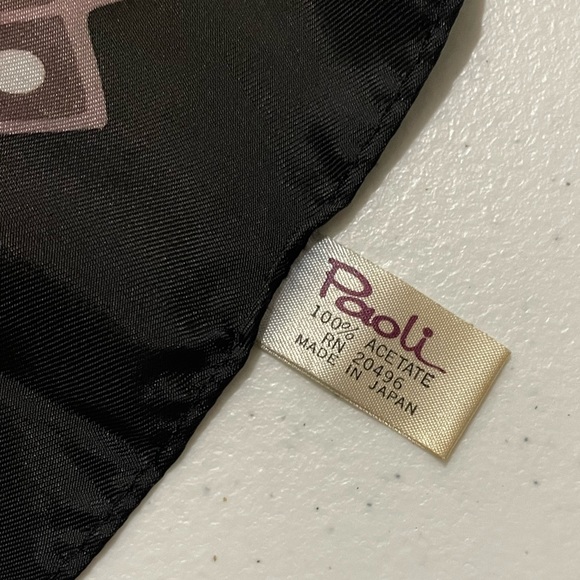 Paoli
100% ACETATE
RN 20496
MADE IN JAPAN